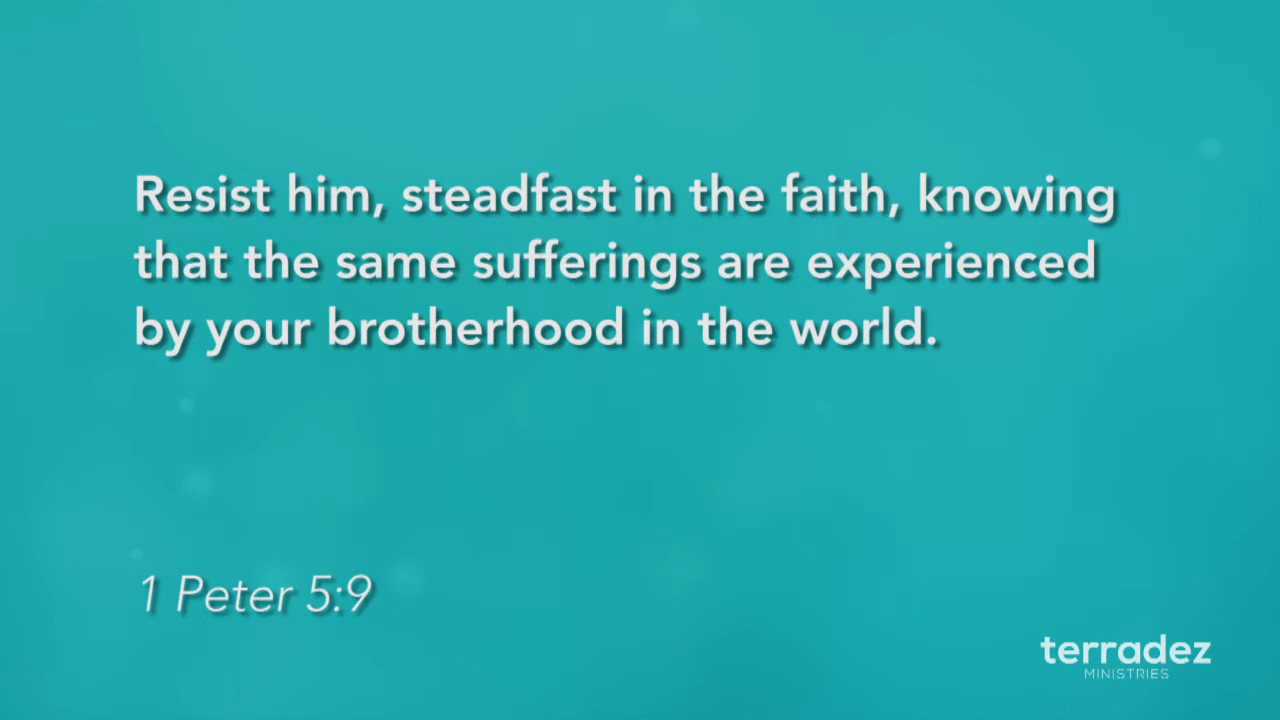 Resist him, steadfast in the faith, knowing
that the same sufferings are experienced
by your brotherhood in the world.
1 Peter 5:9
terradez
MINISTRIES